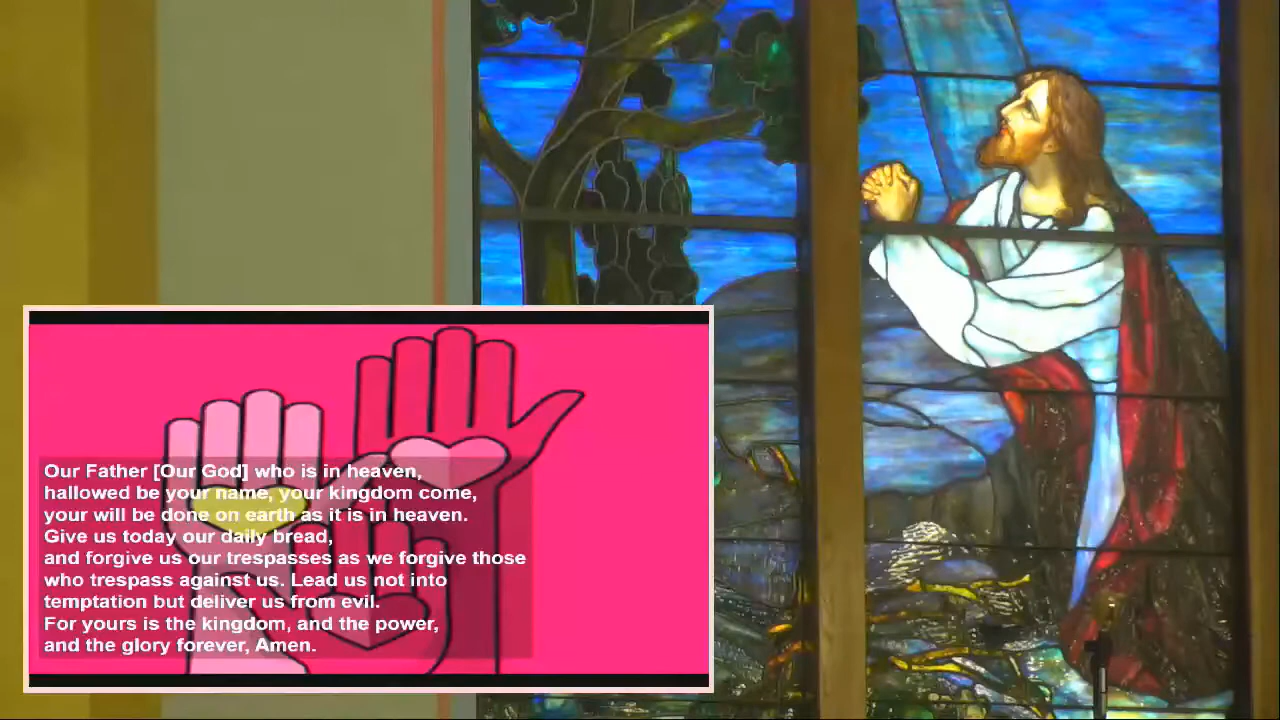 Our Father [Our God] who is in heaven,
hallowed be your name, your kingdom come,
your will be done on earth as it is in heaven.
Give us today our daily bread,
and forgive us our trespasses as we forgive those
who trespass against us. Lead us not into
temptation but deliver us from evil.
For yours is the kingdom, and the power,
and the glory forever, Amen.